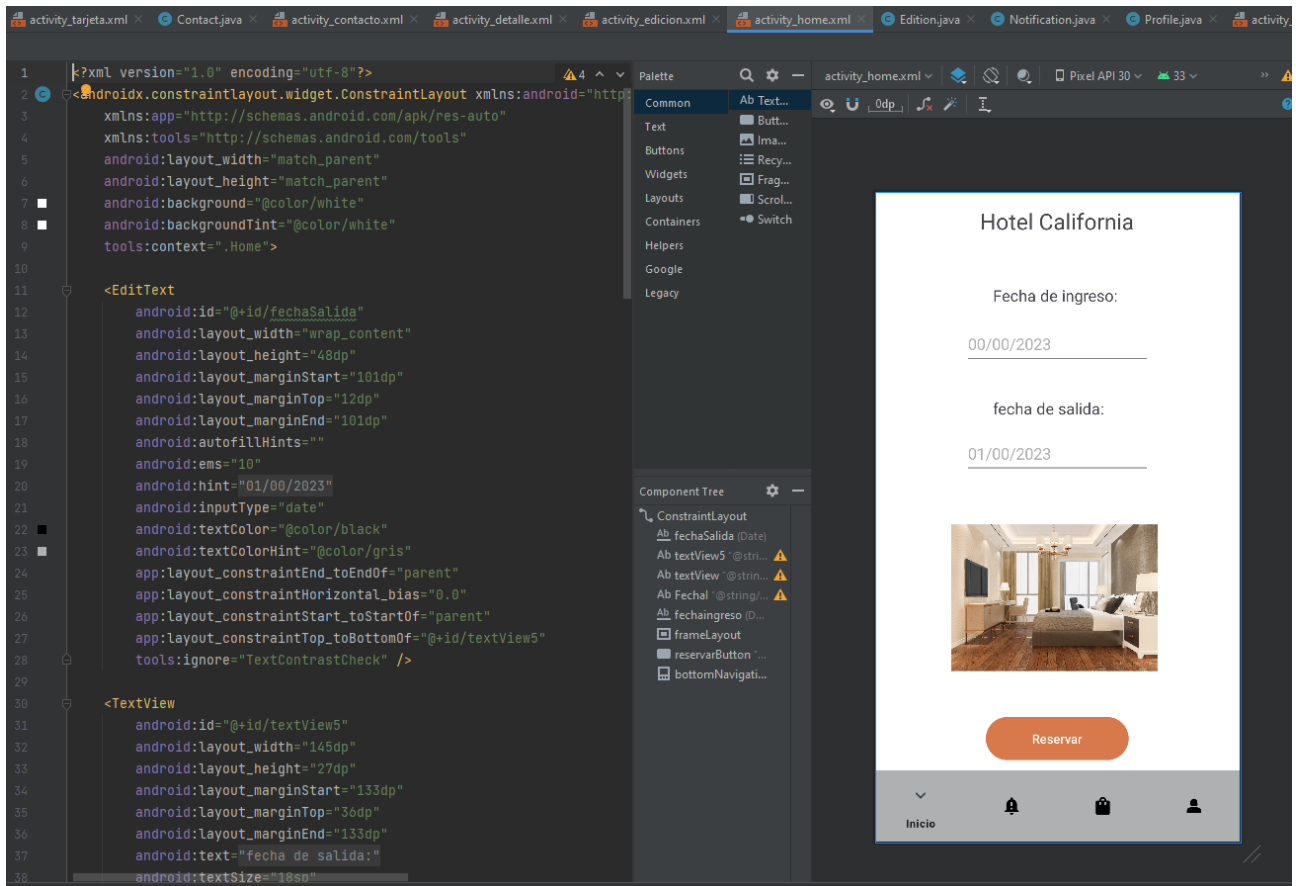 activity_tarjeta.xml
Contact.java
activity_contacto.xml
activity_detalle.xml
activity_edicion.xml
activity_home.xml
Edition.java
Notification.java
Profile.java
activity_
1 <?xml version="1.0" encoding="utf-8"?>
2 <androidx.constraintlayout.widget.ConstraintLayout xmlns:android="http:
3 xmlns:app="http://schemas.android.com/apk/res-auto"
4 xmlns:tools="http://schemas.android.com/tools"
5 android:layout_width="match_parent"
6 android:layout_height="match_parent"
7 android:background="@color/white"
8 android:backgroundTint="@color/white"
9 tools:context=".Home">
10
11 <EditText
12 android:id="@+id/fechaSalida"
13 android:layout_width="wrap_content"
14 android:layout_height="48dp"
15 android:layout_marginStart="101dp"
16 android:layout_marginTop="12dp"
17 android:layout_marginEnd="101dp"
18 android:autofillHints=""
19 android:ems="10"
20 android:hint="01/00/2023"
21 android:inputType="date"
22 android:textColor="@color/black"
23 android:textColorHint="@color/gris"
24 app:layout_constraintEnd_toEndOf="parent"
25 app:layout_constraintHorizontal_bias="0.0"
26 app:layout_constraintStart_toStartOf="parent"
27 app:layout_constraintTop_toBottomOf="@+id/textView5"
28 tools:ignore="TextContrastCheck" />
29
30 <TextView
31 android:id="@+id/textView5"
32 android:layout_width="145dp"
33 android:layout_height="27dp"
34 android:layout_marginStart="133dp"
35 android:layout_marginTop="36dp"
36 android:layout_marginEnd="133dp"
37 android:text="fecha de salida:"
38 android:textSize="18sp"
4
Palette
Common
Text
Buttons
Widgets
Layouts
Containers
Helpers
Google
Legacy
Ab Text...
Butt...
Ima...
Recy...
Frag...
Scrol...
Switch
Component Tree
ConstraintLayout
Ab fechaSalida (Date)
Ab textView5 "@stri...
Ab textView "@strin...
Ab FechaI "@string/...
Ab fechaingreso (D...
frameLayout
reservarButton "...
bottomNavigati...
activity_home.xml
Pixel API 30
33
0dp
Hotel California
Fecha de ingreso:
00/00/2023
fecha de salida:
01/00/2023
Reservar
Inicio